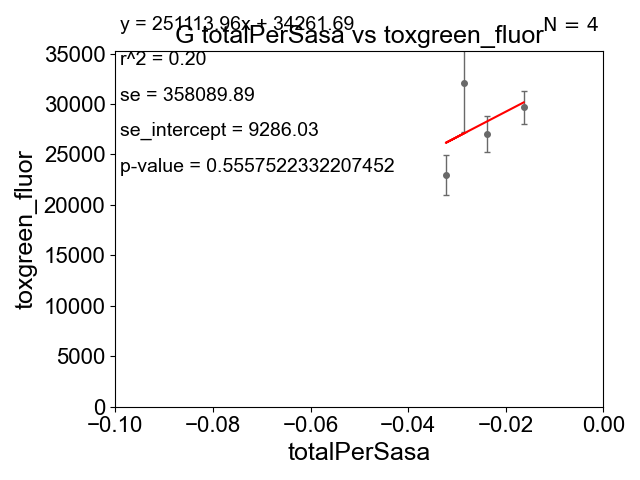 y = 251113.96x + 34261.69
N = 4
G totalPerSasa vs toxgreen_fluor
r^2 = 0.20
se = 358089.89
se_intercept = 9286.03
p-value = 0.5557522332207452
toxgreen_fluor
35000
30000
25000
20000
15000
10000
5000
0
−0.10
−0.08
−0.06
−0.04
−0.02
0.00
totalPerSasa